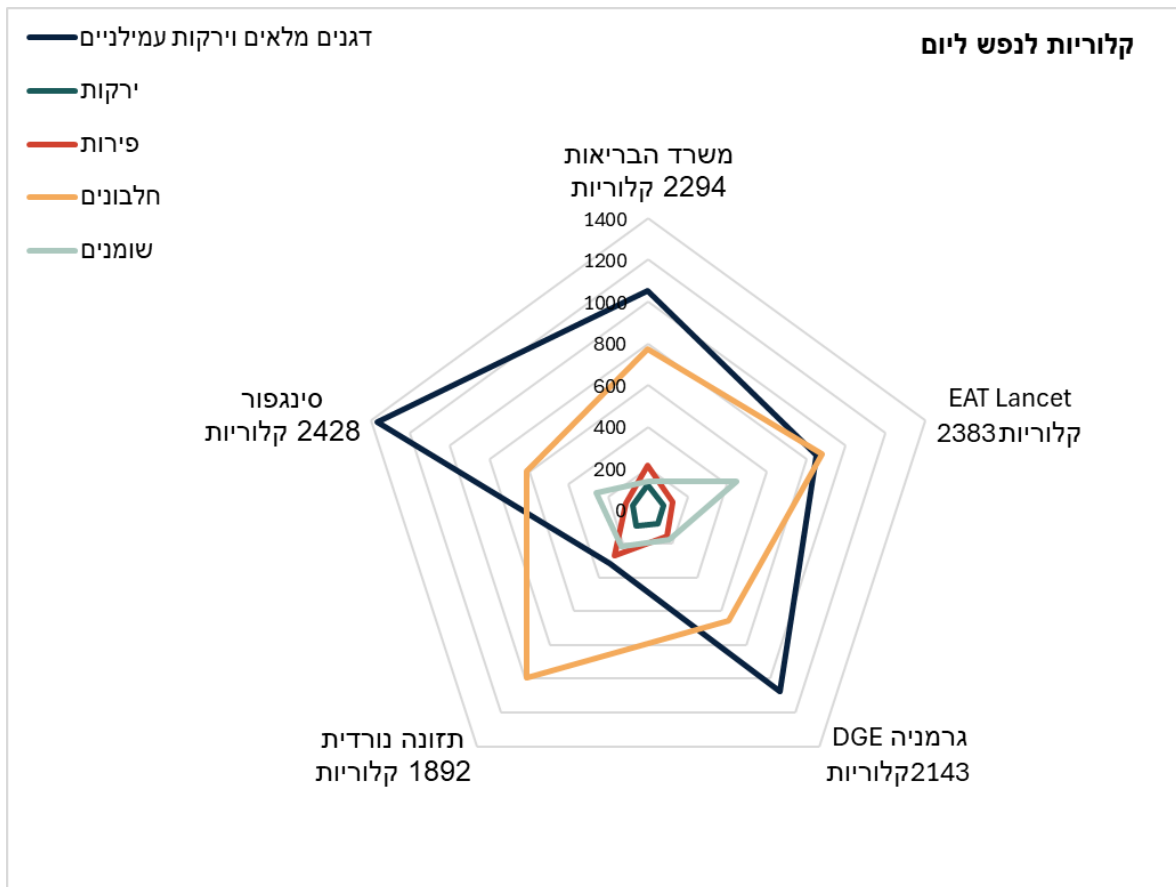 קלוריות לנפש ליום
דגנים מלאים וירקות עמילניים
ירקות
פירות
חלבונים
שומנים
משרד הבריאות
2294 קלוריות
1400
1200
1000
800
600
400
200
0
EAT Lancet
2383קלוריות
גרמניה DGE
2143קלוריות
תזונה נורדית
1892 קלוריות
סינגפור
2428 קלוריות